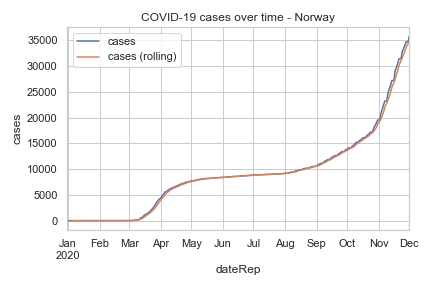 COVID-19 cases over time - Norway
cases
cases (rolling)
cases
35000
30000
25000
20000
15000
10000
5000
0
Jan Feb Mar Apr May Jun Jul Aug Sep Oct Nov Dec
2020
dateRep